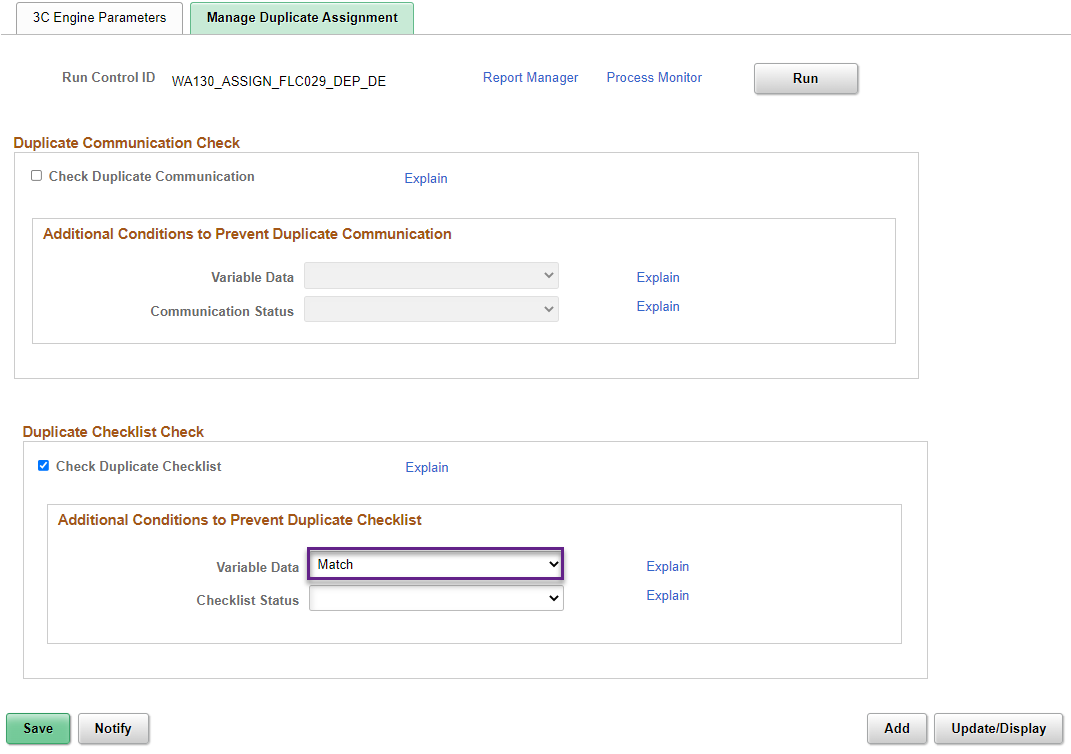 3C Engine Parameters
Manage Duplicate Assignment
Run Control ID WA130_ASSIGN_FLC029_DEP_DE Report Manager Process Monitor Run
Duplicate Communication Check
Check Duplicate Communication Explain
Additional Conditions to Prevent Duplicate Communication
Variable Data Explain
Communication Status Explain
Duplicate Checklist Check
Check Duplicate Checklist Explain
Additional Conditions to Prevent Duplicate Checklist
Variable Data Match Explain
Checklist Status Explain
Save Notify Add Update/Display